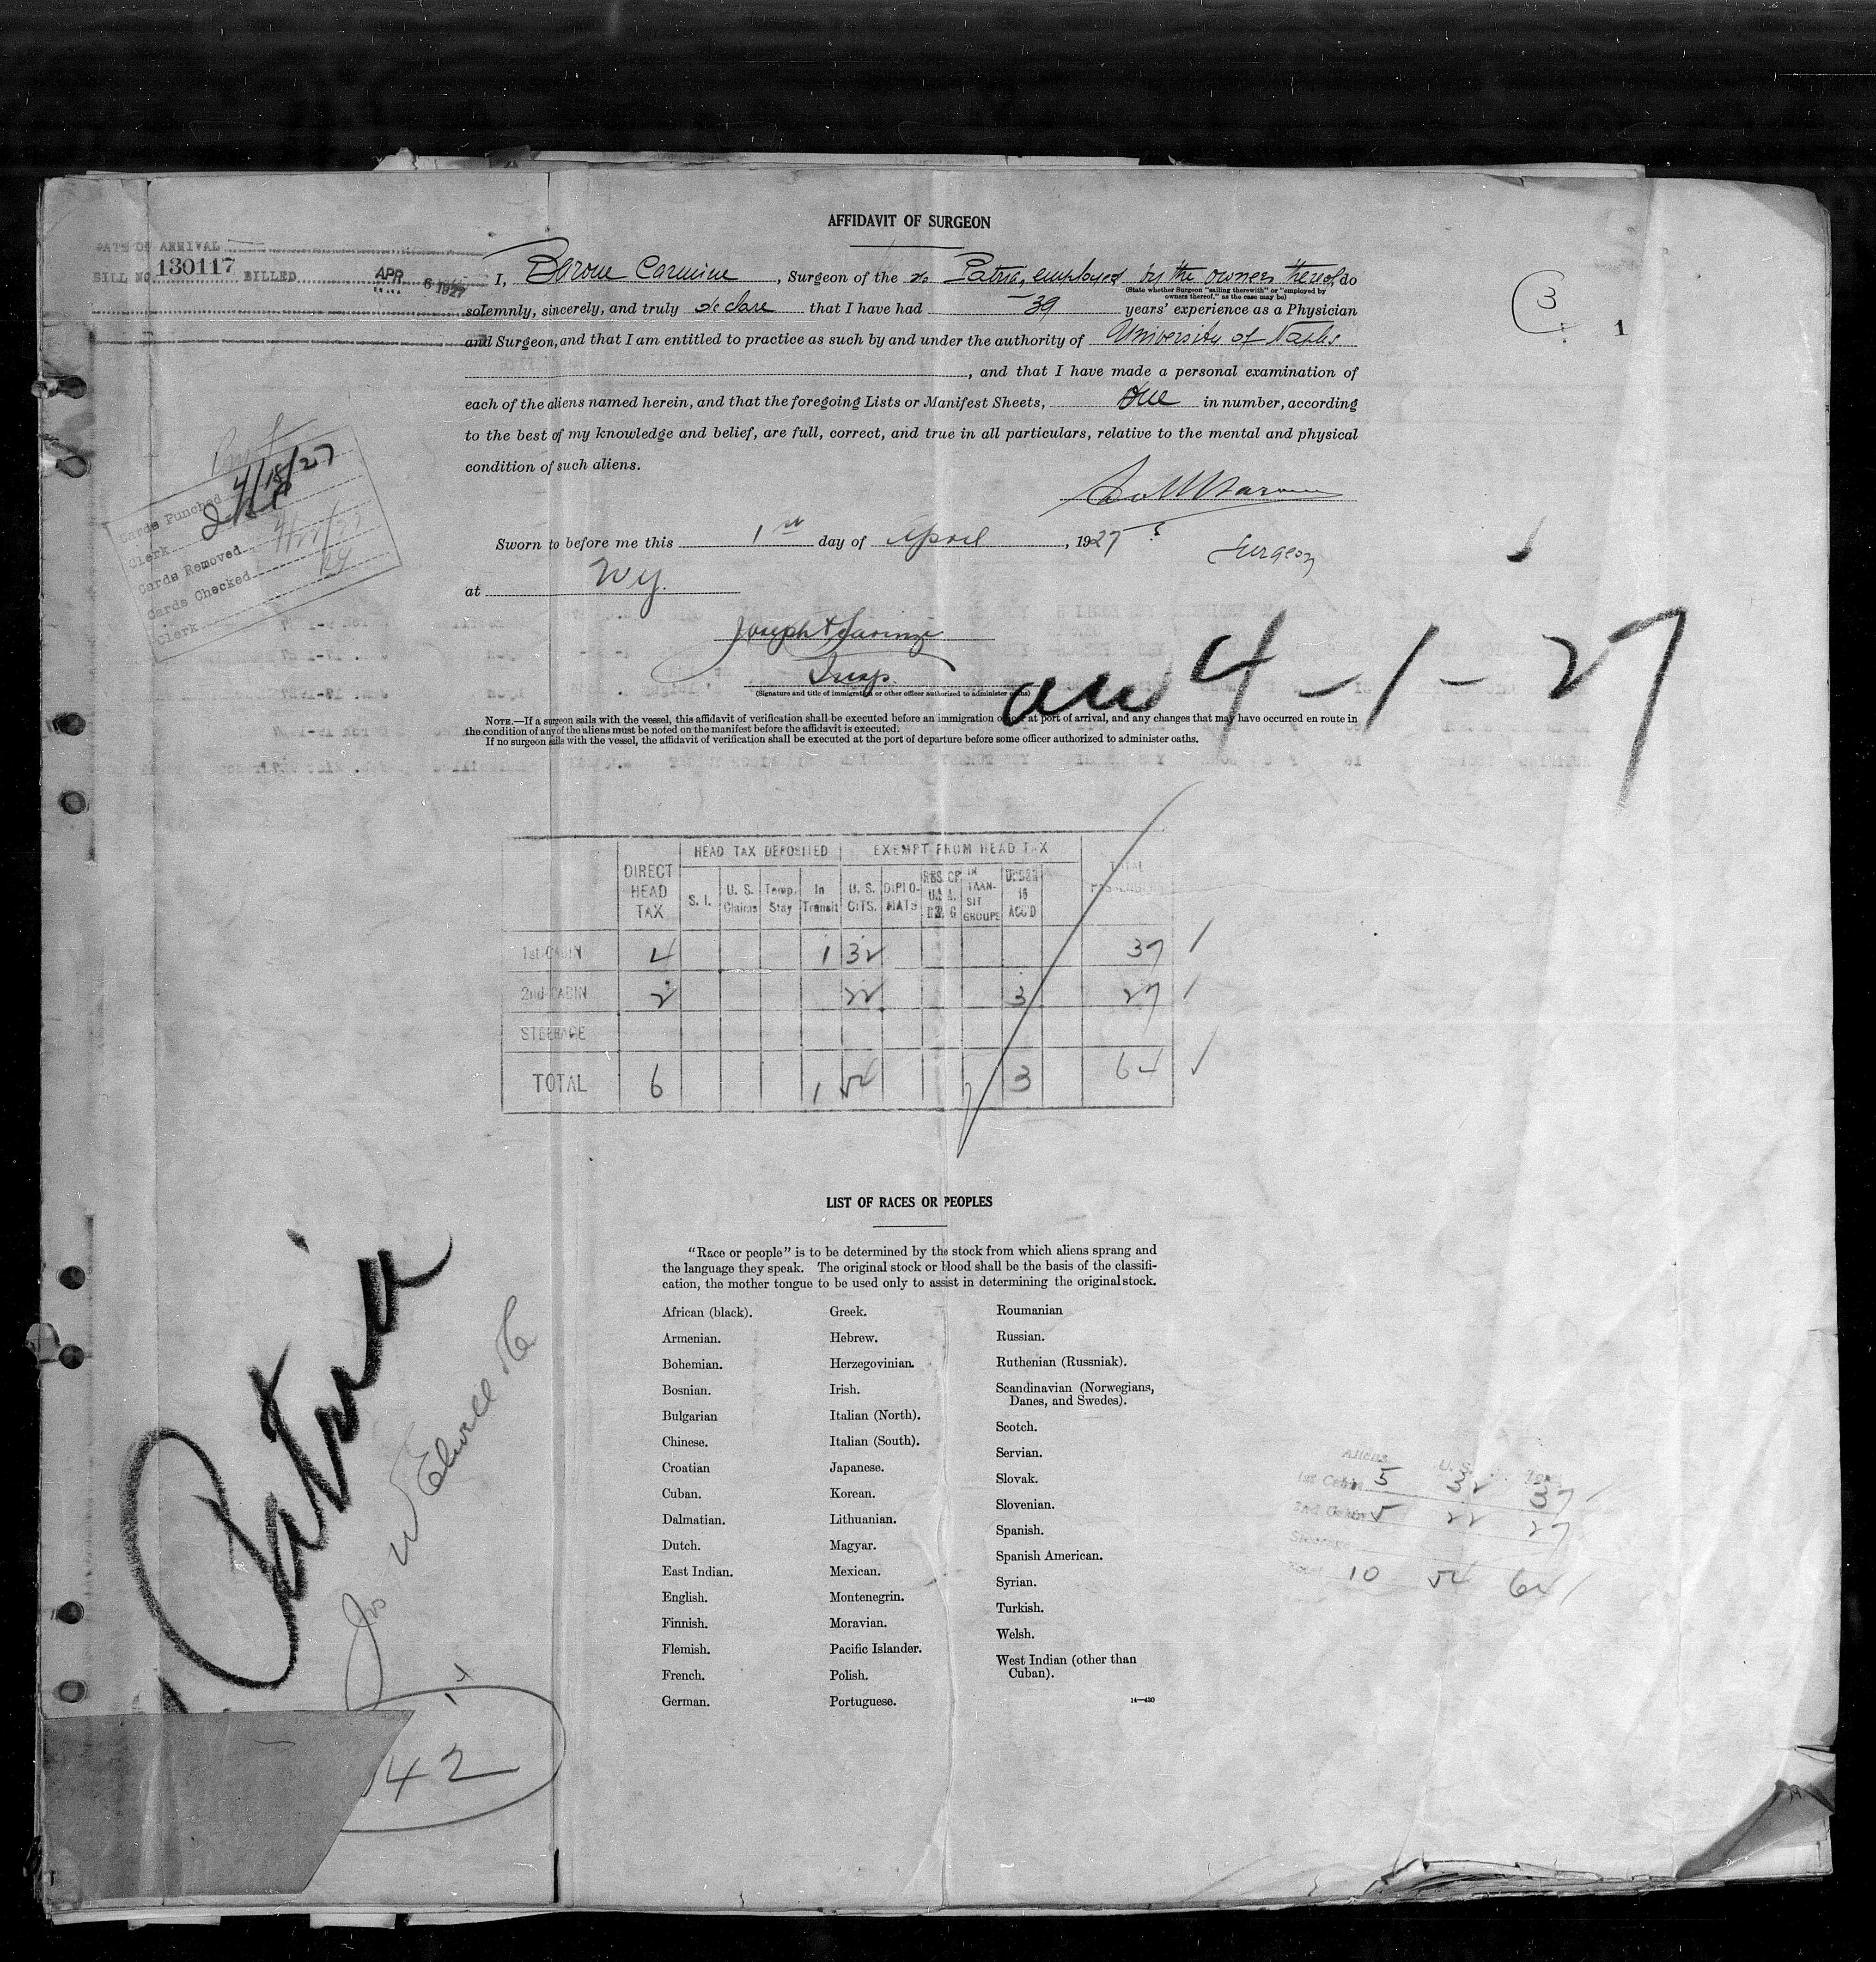 AFFIDAVIT OF SURGEON
DATE OF ARRIVAL
BILL NO. 130117 BILLED APR. 6 1927
I, Barone Carmine, Surgeon of the SS Patria, employed by the owners thereof, do
(State whether Surgeon "sailing therewith" or "employed by
owners thereof," as the case may be)
solemnly, sincerely, and truly declare that I have had 39 years' experience as a Physician
and Surgeon, and that I am entitled to practice as such by and under the authority of University of Naples
, and that I have made a personal examination of
each of the aliens named herein, and that the foregoing Lists or Manifest Sheets, one in number, according
to the best of my knowledge and belief, are full, correct, and true in all particulars, relative to the mental and physical
condition of such aliens.
3
1
Cards Punched 4/18/27
Clerk
Cards Removed
Cards Checked
Clerk
Sworn to before me this 1st day of April, 1927
Surgeon
at NY.
Joseph
Insp.
(Signature and title of immigration or other officer authorized to administer oaths)
4-1-27
NOTE.—If a surgeon sails with the vessel, this affidavit of verification shall be executed before an immigration officer at port of arrival, and any changes that may have occurred en route in
the condition of any of the aliens must be noted on the manifest before the affidavit is executed.
If no surgeon sails with the vessel, the affidavit of verification shall be executed at the port of departure before some officer authorized to administer oaths.
HEAD TAX DEPOSITED EXEMPT FROM HEAD TAX
DIRECT HEAD TAX S. I. U. S. Claims Temp. Stay In Transit U. S. CITS. DIPLOMATS RES. OF U.S.A. IN TRANSIT GROUPS UNDER 16 ACC'D TOTAL PASSENGERS
1st CABIN 4 1 32 37
2nd CABIN 2 22 3 27
STEERAGE
TOTAL 6 1 54 3 64
LIST OF RACES OR PEOPLES
"Race or people" is to be determined by the stock from which aliens sprang and
the language they speak. The original stock or blood shall be the basis of the classifi-
cation, the mother tongue to be used only to assist in determining the original stock.
African (black).
Armenian.
Bohemian.
Bosnian.
Bulgarian
Chinese.
Croatian
Cuban.
Dalmatian.
Dutch.
East Indian.
English.
Finnish.
Flemish.
French.
German.
Greek.
Hebrew.
Herzegovinian.
Irish.
Italian (North).
Italian (South).
Japanese.
Korean.
Lithuanian.
Magyar.
Mexican.
Montenegrin.
Moravian.
Pacific Islander.
Polish.
Portuguese.
Roumanian
Russian.
Ruthenian (Russniak).
Scandinavian (Norwegians,
Danes, and Swedes).
Scotch.
Servian.
Slovak.
Slovenian.
Spanish.
Spanish American.
Syrian.
Turkish.
Welsh.
West Indian (other than
Cuban).
14—430
Aliens U. S. Total
1st Cabin 5 32 37
2nd Cabin 5 22 27
Steerage
Total 10 54 64
Patria
Jos W Elwell
42